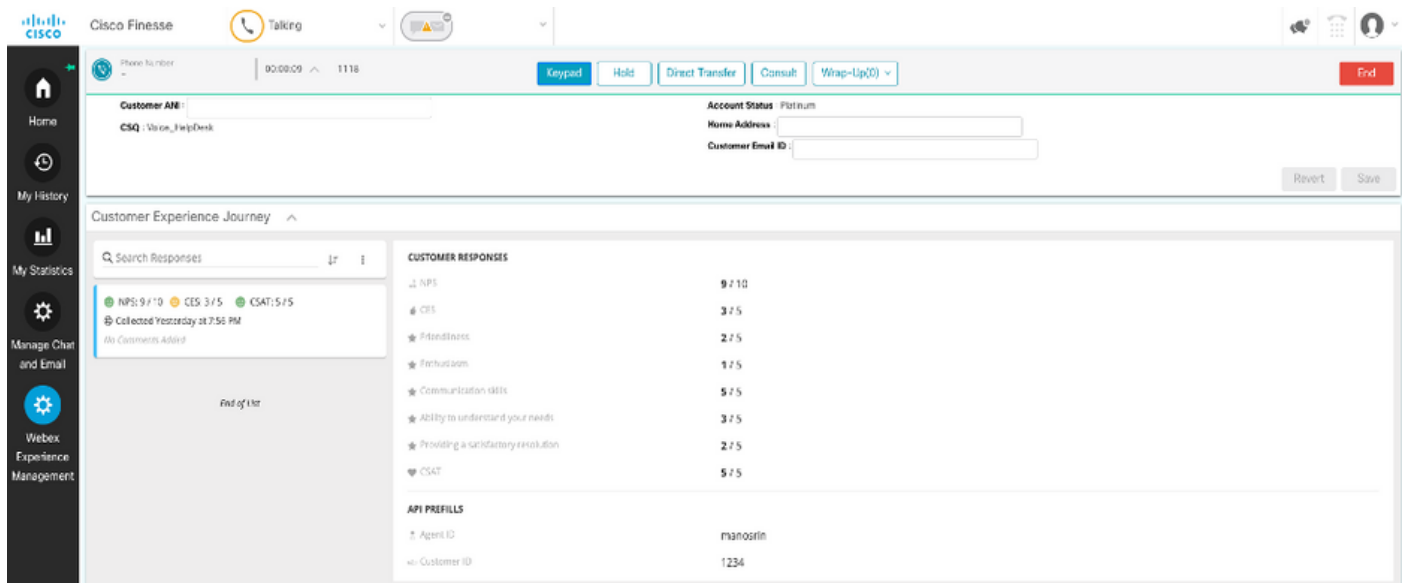 cisco
Cisco Finesse
Talking
Phone Number
-
00:00:09
1118
Keypad
Hold
Direct Transfer
Consult
Wrap-Up(0)
End
Home
Customer ANI :
CSQ : Voice_HelpDesk
Account Status : Platinum
Home Address :
Customer Email ID :
Revert
Save
My History
My Statistics
Manage Chat
and Email
Webex
Experience
Management
Customer Experience Journey
Search Responses
NPS: 9 / 10 CES: 3 / 5 CSAT: 5 / 5
Collected Yesterday at 7:56 PM
No Comments Added
End of List
CUSTOMER RESPONSES
NPS 9 / 10
CES 3 / 5
Friendliness 2 / 5
Enthusiasm 1 / 5
Communication skills 5 / 5
Ability to understand your needs 3 / 5
Providing a satisfactory resolution 2 / 5
CSAT 5 / 5
API PREFILLS
Agent ID manosrin
Customer ID 1234